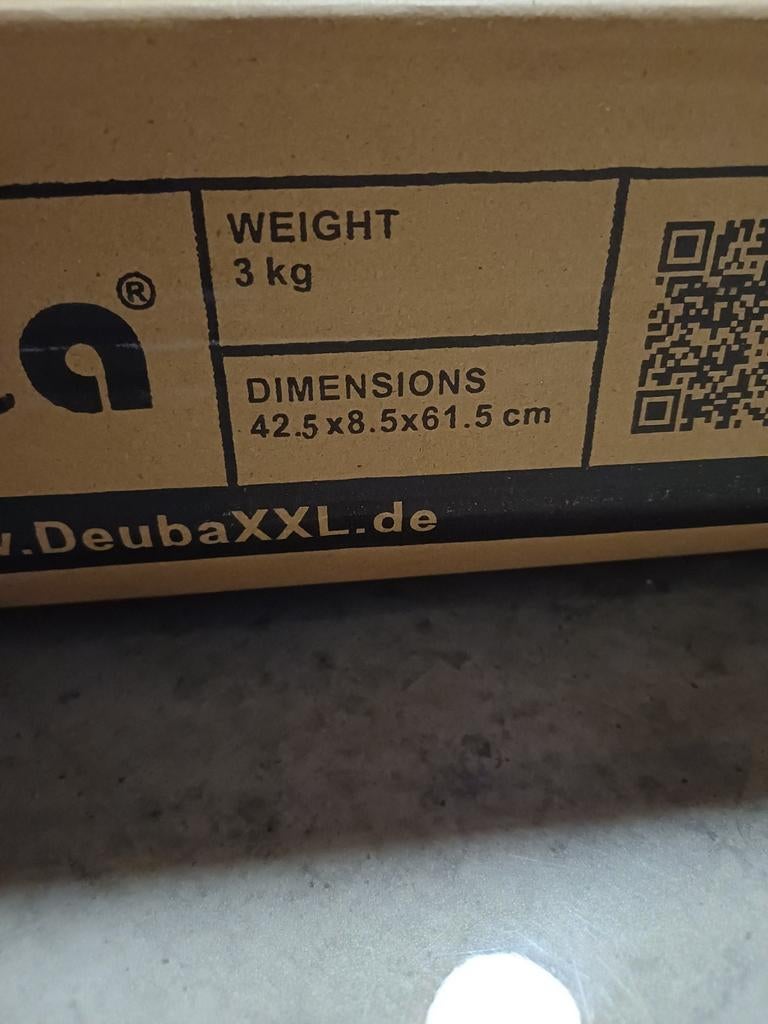 a®
WEIGHT
3 kg
DIMENSIONS
42.5x8.5x61.5 cm
.DeubaXXL.de